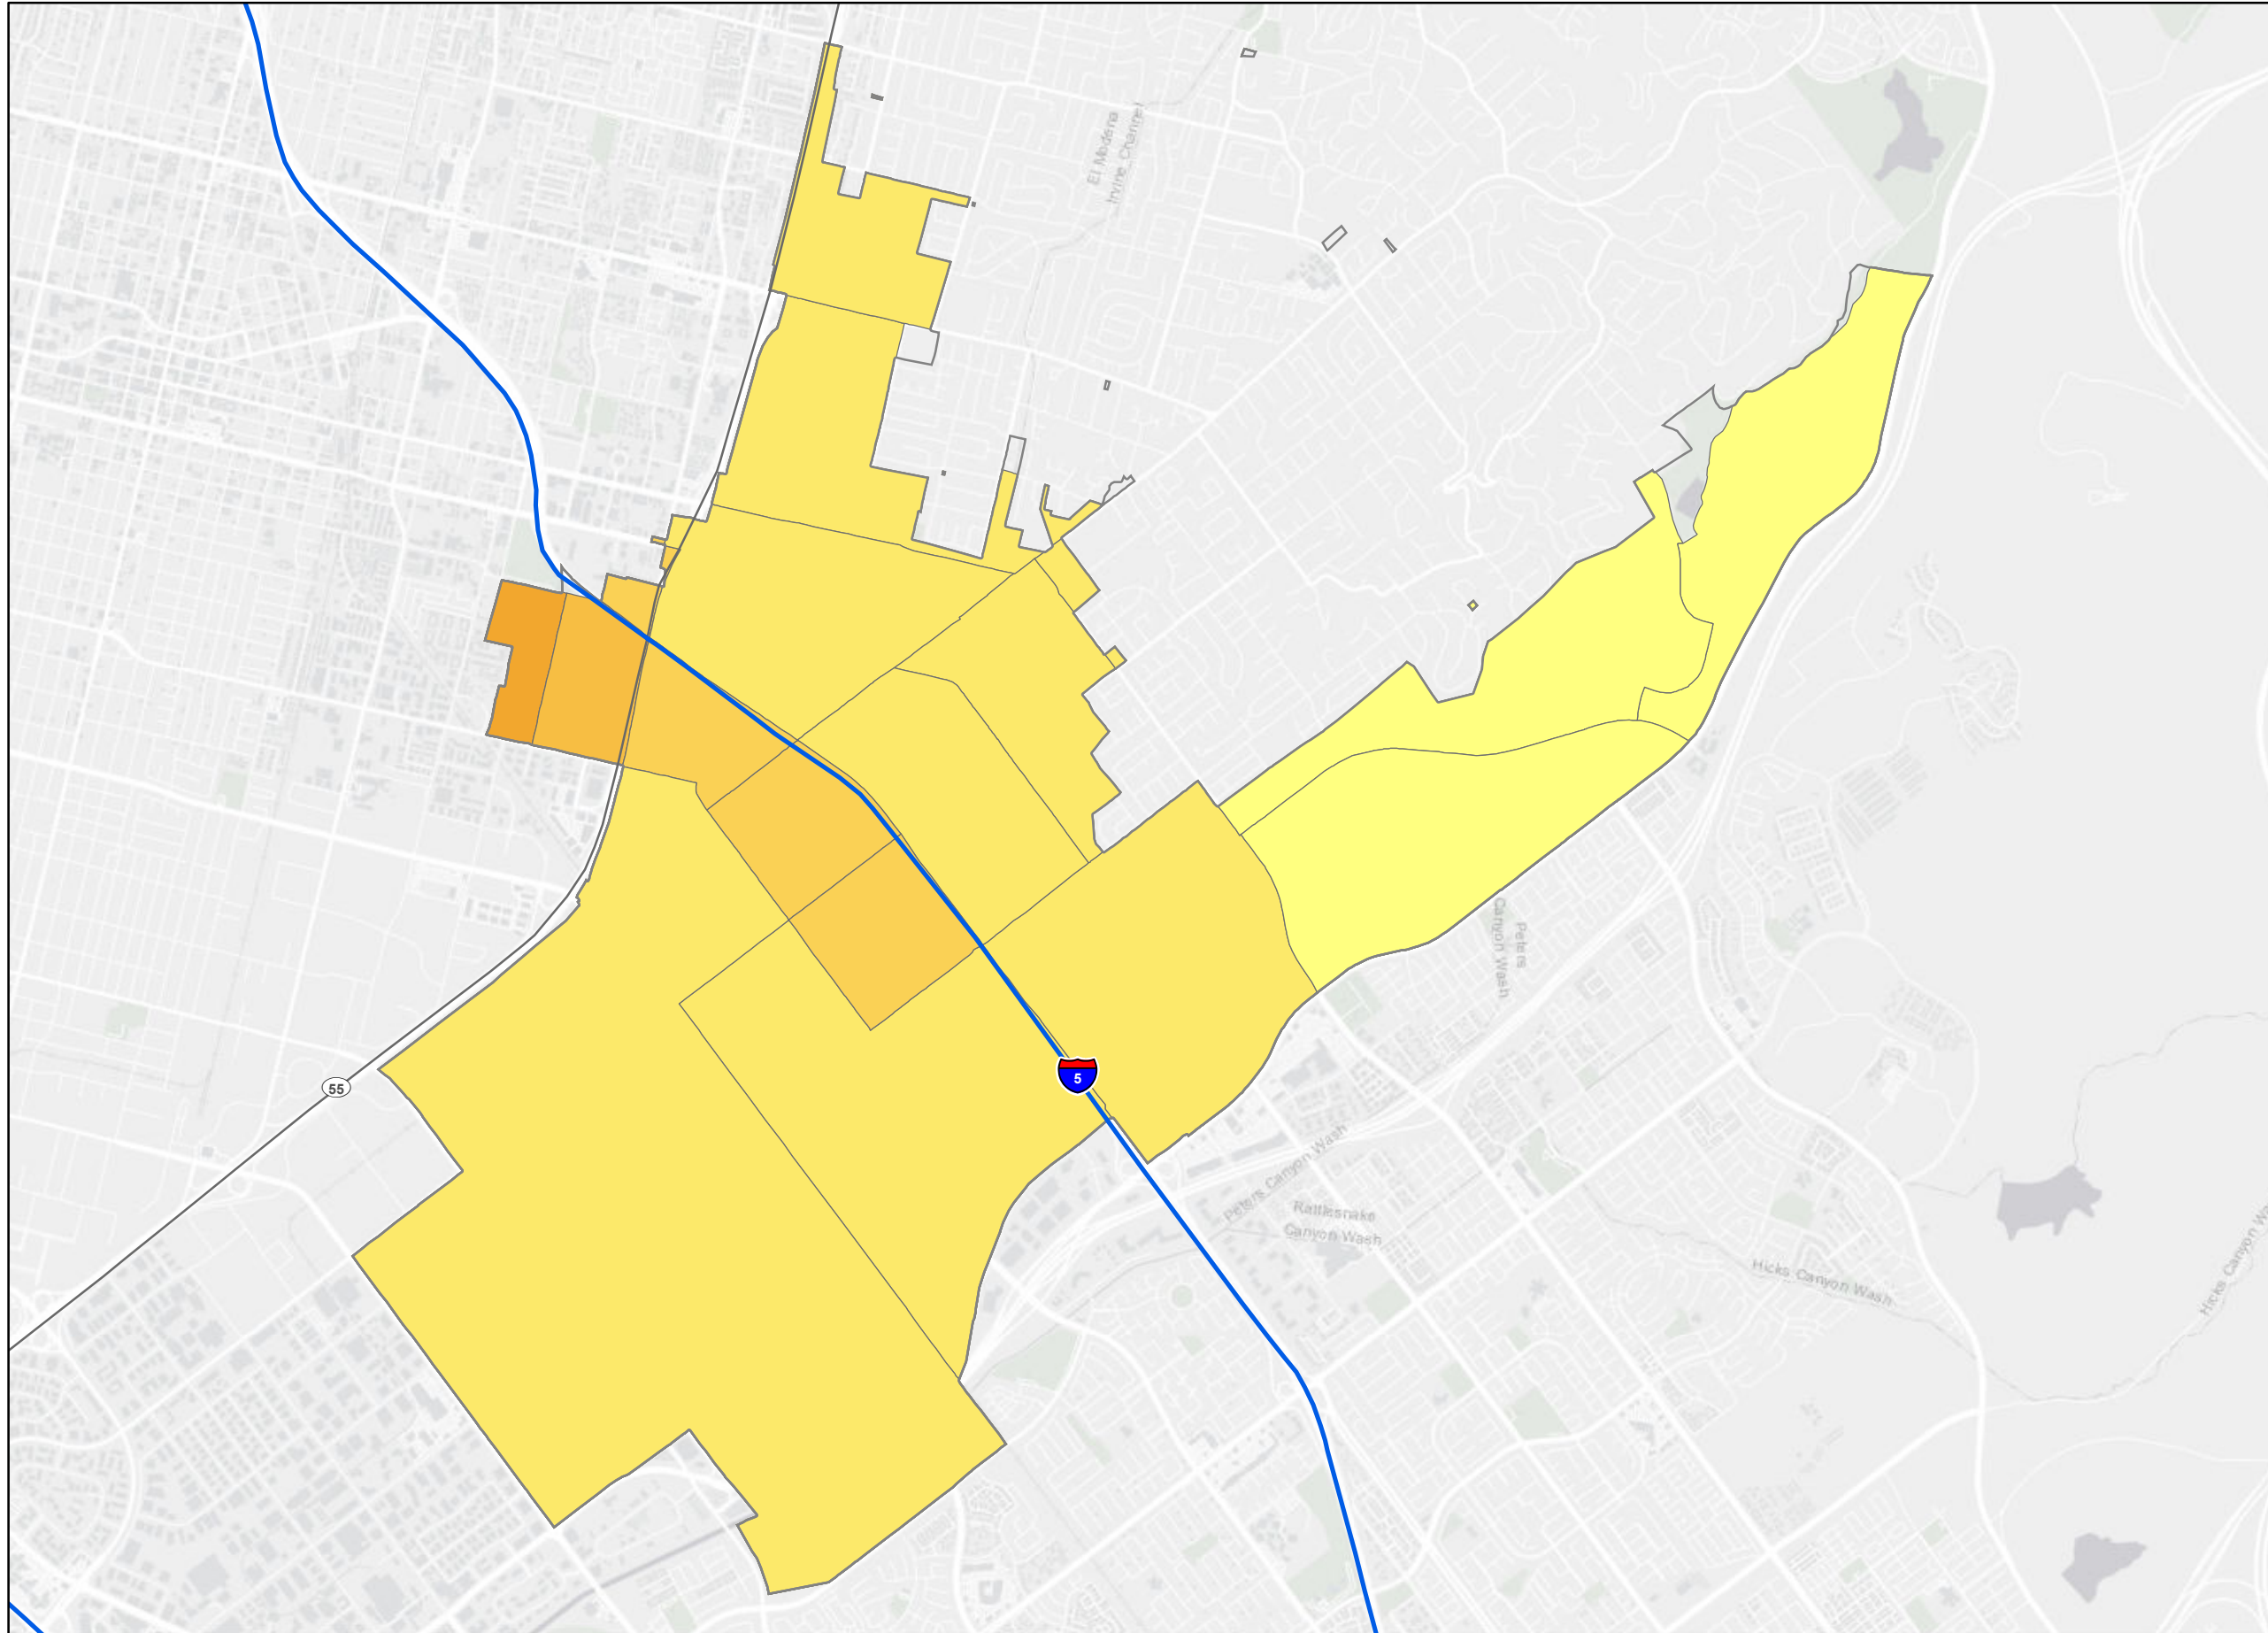 El Modena
Irvine Channel
Peters
Canyon Wash
55
5
Peters Canyon Wash
Rattlesnake
Canyon Wash
Hicks Canyon Wash
Hicks Canyon